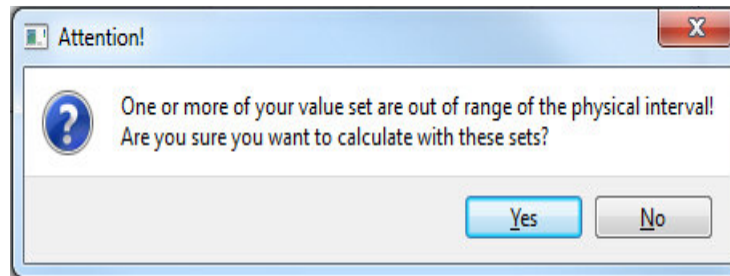 Attention!
X
One or more of your value set are out of range of the physical interval!
Are you sure you want to calculate with these sets?
Yes
No